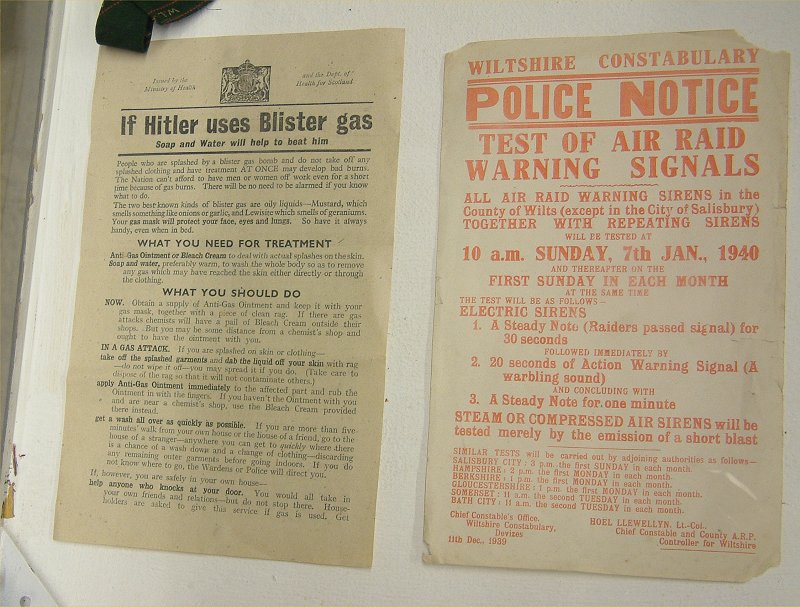 Issued by the
Ministry of Health
and the Dept. of
Health for Scotland
If Hitler uses Blister gas
Soap and Water will help to beat him
People who are splashed by a blister gas bomb and do not take off any
splashed clothing and have treatment AT ONCE may develop bad burns.
The Nation can't afford to have men or women off work even for a short
time because of gas burns. There will be no need to be alarmed if you know
what to do.
The two best-known kinds of blister gas are oily liquids—Mustard, which
smells something like onions or garlic, and Lewisite which smells of geraniums.
Your gas mask will protect your face, eyes and lungs. So have it always
handy, even when in bed.
WHAT YOU NEED FOR TREATMENT
Anti-Gas Ointment or Bleach Cream to deal with actual splashes on the skin.
Soap and water, preferably warm, to wash the whole body so as to remove
any gas which may have reached the skin either directly or through
the clothing.
WHAT YOU SHOULD DO
NOW. Obtain a supply of Anti-Gas Ointment and keep it with your
gas mask, together with a piece of clean rag. If there are gas
attacks chemists will have a pail of Bleach Cream outside their
shops. But you may be some distance from a chemist's shop and
ought to have the ointment with you.
IN A GAS ATTACK. If you are splashed on skin or clothing—
take off the splashed garments and dab the liquid off your skin with rag
—do not wipe it off—you may spread it if you do. (Take care to
dispose of the rag so that it will not contaminate others.)
apply Anti-Gas Ointment immediately to the affected part and rub the
Ointment in with the fingers. If you haven't the Ointment with you
and are near a chemist's shop, use the Bleach Cream provided
there instead.
get a wash all over as quickly as possible. If you are more than five
minutes' walk from your own house or the house of a friend, go to the
house of a stranger—anywhere you can get to quickly where there
is a chance of a wash down and a change of clothing—discarding
any remaining outer garments before going indoors. If you do
not know where to go, the Wardens or Police will direct you.
If, however, you are safely in your own house—
help anyone who knocks at your door. You would all take in
your own friends and relations—but do not stop there. House-
holders are asked to give this service if gas is used. Get
WILTSHIRE CONSTABULARY
POLICE NOTICE
TEST OF AIR RAID
WARNING SIGNALS
ALL AIR RAID WARNING SIRENS in the
County of Wilts (except in the City of Salisbury)
TOGETHER WITH REPEATING SIRENS
WILL BE TESTED AT
10 a.m. SUNDAY, 7th JAN., 1940
AND THEREAFTER ON THE
FIRST SUNDAY IN EACH MONTH
AT THE SAME TIME
THE TEST WILL BE AS FOLLOWS—
ELECTRIC SIRENS
1. A Steady Note (Raiders passed signal) for
30 seconds
FOLLOWED IMMEDIATELY BY
2. 20 seconds of Action Warning Signal (A
warbling sound)
AND CONCLUDING WITH
3. A Steady Note for one minute
STEAM OR COMPRESSED AIR SIRENS will be
tested merely by the emission of a short blast
SIMILAR TESTS will be carried out by adjoining authorities as follows—
SALISBURY CITY: 3 p.m. the first SUNDAY in each month.
HAMPSHIRE: 2 p.m. the first MONDAY in each month.
BERKSHIRE: 1 p.m. the first MONDAY in each month.
GLOUCESTERSHIRE: 1 p.m. the first MONDAY in each month.
SOMERSET: 11 a.m. the second TUESDAY in each month.
BATH CITY: 11 a.m. the second TUESDAY in each month.
Chief Constable's Office,
Wiltshire Constabulary,
Devizes
11th Dec., 1939
HOEL LLEWELLYN, Lt.-Col.,
Chief Constable and County A.R.P.
Controller for Wiltshire